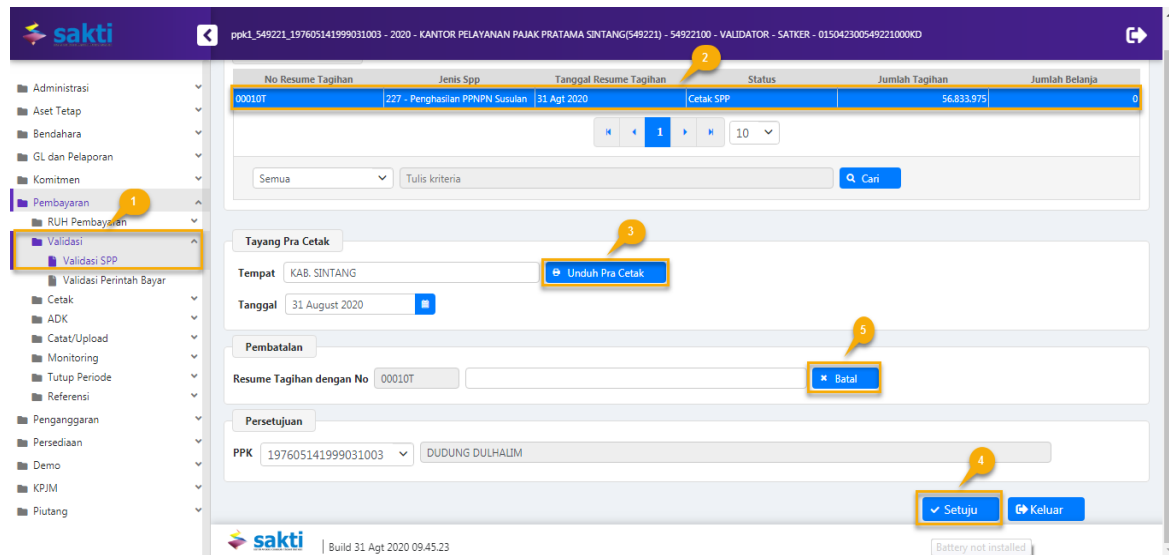 sakti
ppk1_549221_197605141999031003 - 2020 - KANTOR PELAYANAN PAJAK PRATAMA SINTANG(549221) - 54922100 - VALIDATOR - SATKER - 015042300549221000KD
2
No Resume Tagihan Jenis Spp Tanggal Resume Tagihan Status Jumlah Tagihan Jumlah Belanja
00010T 227 - Penghasilan PPNPN Susulan 31 Agt 2020 Cetak SPP 56.833.975 0
1 10
Semua Tulis kriteria Cari
Administrasi
Aset Tetap
Bendahara
GL dan Pelaporan
Komitmen
Pembayaran
1
RUH Pembayaran
Validasi
Validasi SPP
Validasi Perintah Bayar
Cetak
ADK
Catat/Upload
Monitoring
Tutup Periode
Referensi
Penganggaran
Persediaan
Demo
KPJM
Piutang
Tayang Pra Cetak
3
Tempat KAB. SINTANG Unduh Pra Cetak
Tanggal 31 August 2020
Pembatalan
5
Resume Tagihan dengan No 00010T Batal
Persetujuan
PPK 197605141999031003 DUDUNG DULHALIM
4
Setuju Keluar
sakti Build 31 Agt 2020 09.45.23
Battery not installed